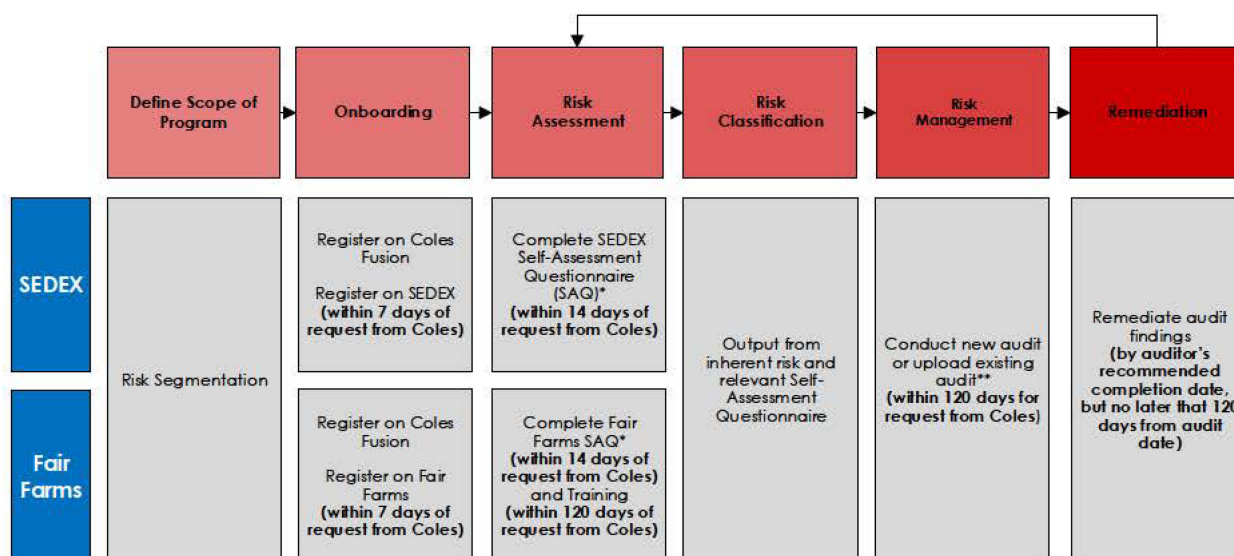 Define Scope of
Program
Onboarding
Risk
Assessment
Risk
Classification
Risk
Management
Remediation
SEDEX
Fair
Farms
Risk Segmentation
Register on Coles
Fusion
Register on SEDEX
(within 7 days of
request from Coles)
Complete SEDEX
Self-Assessment
Questionnaire
(SAQ)*
(within 14 days of
request from Coles)
Register on Coles
Fusion
Register on Fair
Farms
(within 7 days of
request from Coles)
Complete Fair
Farms SAQ*
(within 14 days of
request from Coles)
and Training
(within 120 days of
request from Coles)
Output from
inherent risk and
relevant Self-
Assessment
Questionnaire
Conduct new audit
or upload existing
audit**
(within 120 days for
request from Coles)
Remediate audit
findings
(by auditor's
recommended
completion date,
but no later that 120
days from audit
date)